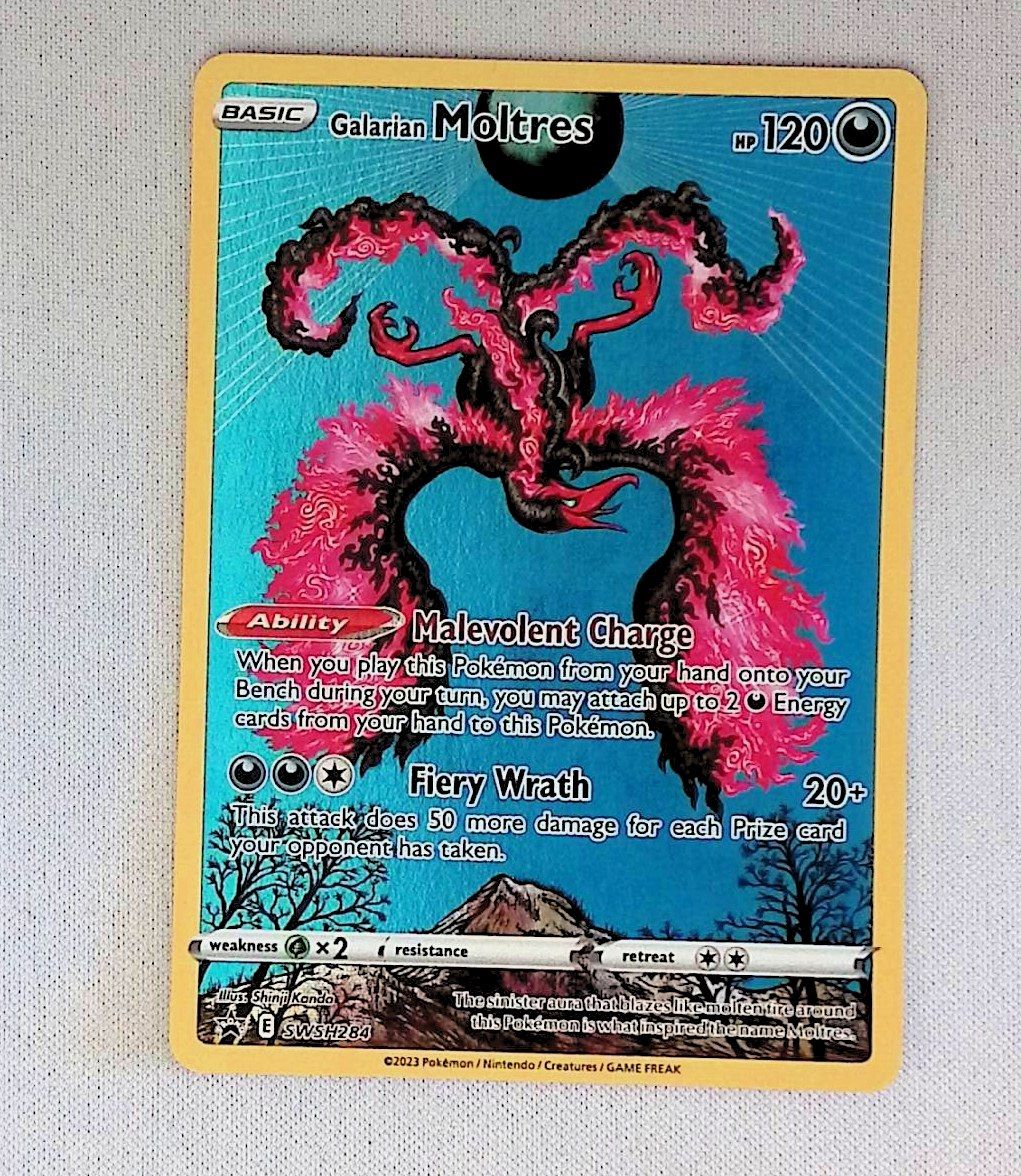 BASIC Galarian Moltres HP 120
Ability Malevolent Charge
When you play this Pokémon from your hand onto your
Bench during your turn, you may attach up to 2 Energy
cards from your hand to this Pokémon.
Fiery Wrath 20+
This attack does 50 more damage for each Prize card
your opponent has taken.
weakness ×2 resistance retreat
Illus. Shinji Kanda
The sinister aura that blazes like molten fire around
E SWSH284
this Pokémon is what inspired the name Moltres.
©2023 Pokémon / Nintendo / Creatures / GAME FREAK